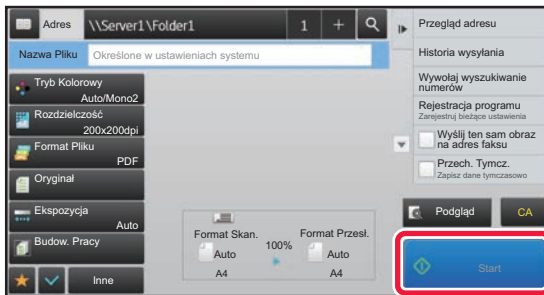 Adres
\\Server1\Folder1
1
+
Przegląd adresu
Nazwa Pliku
Określone w ustawieniach systemu
Historia wysyłania
Tryb Kolorowy
Auto/Mono2
Wywołaj wyszukiwanie
numerów
Rozdzielczość
200x200dpi
Rejestracja programu
Zarejestruj bieżące ustawienia
Format Pliku
PDF
Wyślij ten sam obraz
na adres faksu
Oryginał
Przech. Tymcz.
Zapisz dane tymczasowo
Ekspozycja
Auto
Podgląd
CA
Budow. Pracy
Format Skan.
Auto
A4
100%
Format Przesł.
Auto
A4
Inne
Start